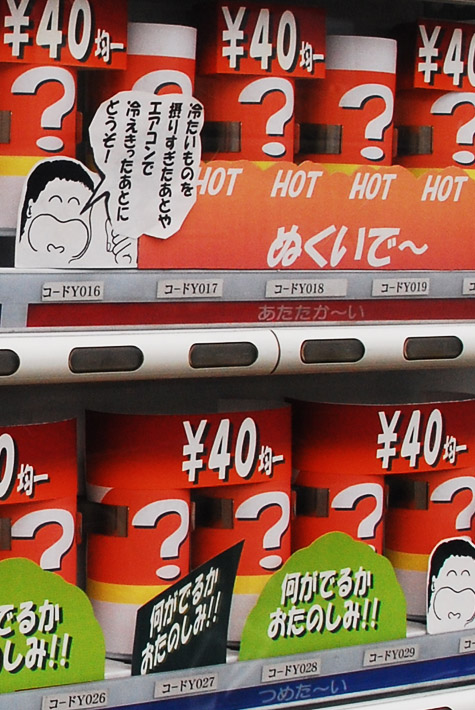 ¥40均一
¥40均一
¥4
?
?
?
?
?
冷たいものを
摂りすぎたあとや
エアコンで
冷えきったあとに
どうぞ!
HOT HOT HOT HOT
ぬくいで〜
コードY016
コードY017
コードY018
コードY019
あたたか〜い
0均一
¥40均一
¥40均一
?
?
?
?
?
でるか
しみ!!
何がでるか
おたのしみ!!
何がでるか
おたのしみ!!
コードY026
コードY027
コードY028
コードY029
つめた〜い